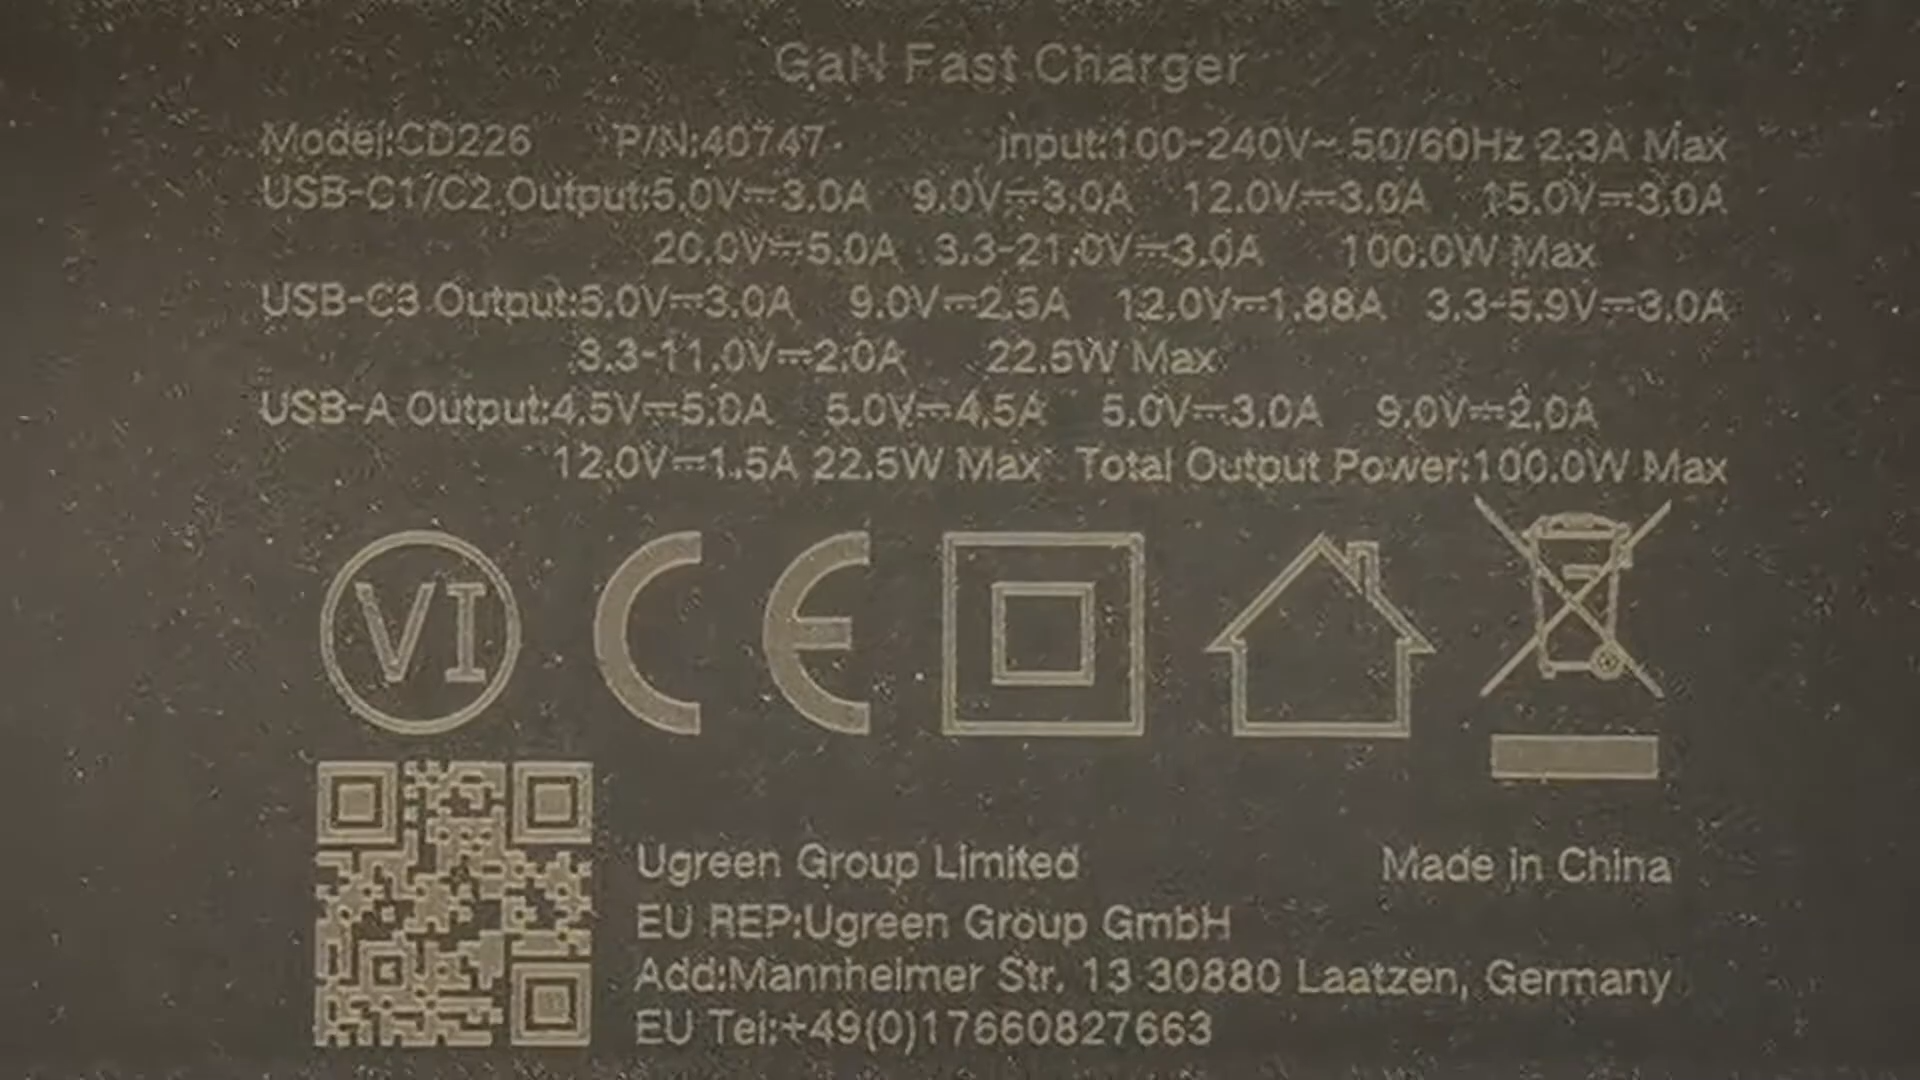 GaN Fast Charger
Model:CD226 P/N:40747 Input:100-240V~ 50/60Hz 2.3A Max
USB-C1/C2 Output:5.0V⎓3.0A 9.0V⎓3.0A 12.0V⎓3.0A 15.0V⎓3.0A
20.0V⎓5.0A 3.3-21.0V⎓3.0A 100.0W Max
USB-C3 Output:5.0V⎓3.0A 9.0V⎓2.5A 12.0V⎓1.88A 3.3-5.9V⎓3.0A
3.3-11.0V⎓2.0A 22.5W Max
USB-A Output:4.5V⎓5.0A 5.0V⎓4.5A 5.0V⎓3.0A 9.0V⎓2.0A
12.0V⎓1.5A 22.5W Max Total Output Power:100.0W Max
VI CE
Ugreen Group Limited Made in China
EU REP:Ugreen Group GmbH
Add:Mannheimer Str. 13 30880 Laatzen, Germany
EU Tel:+49(0)17660827663